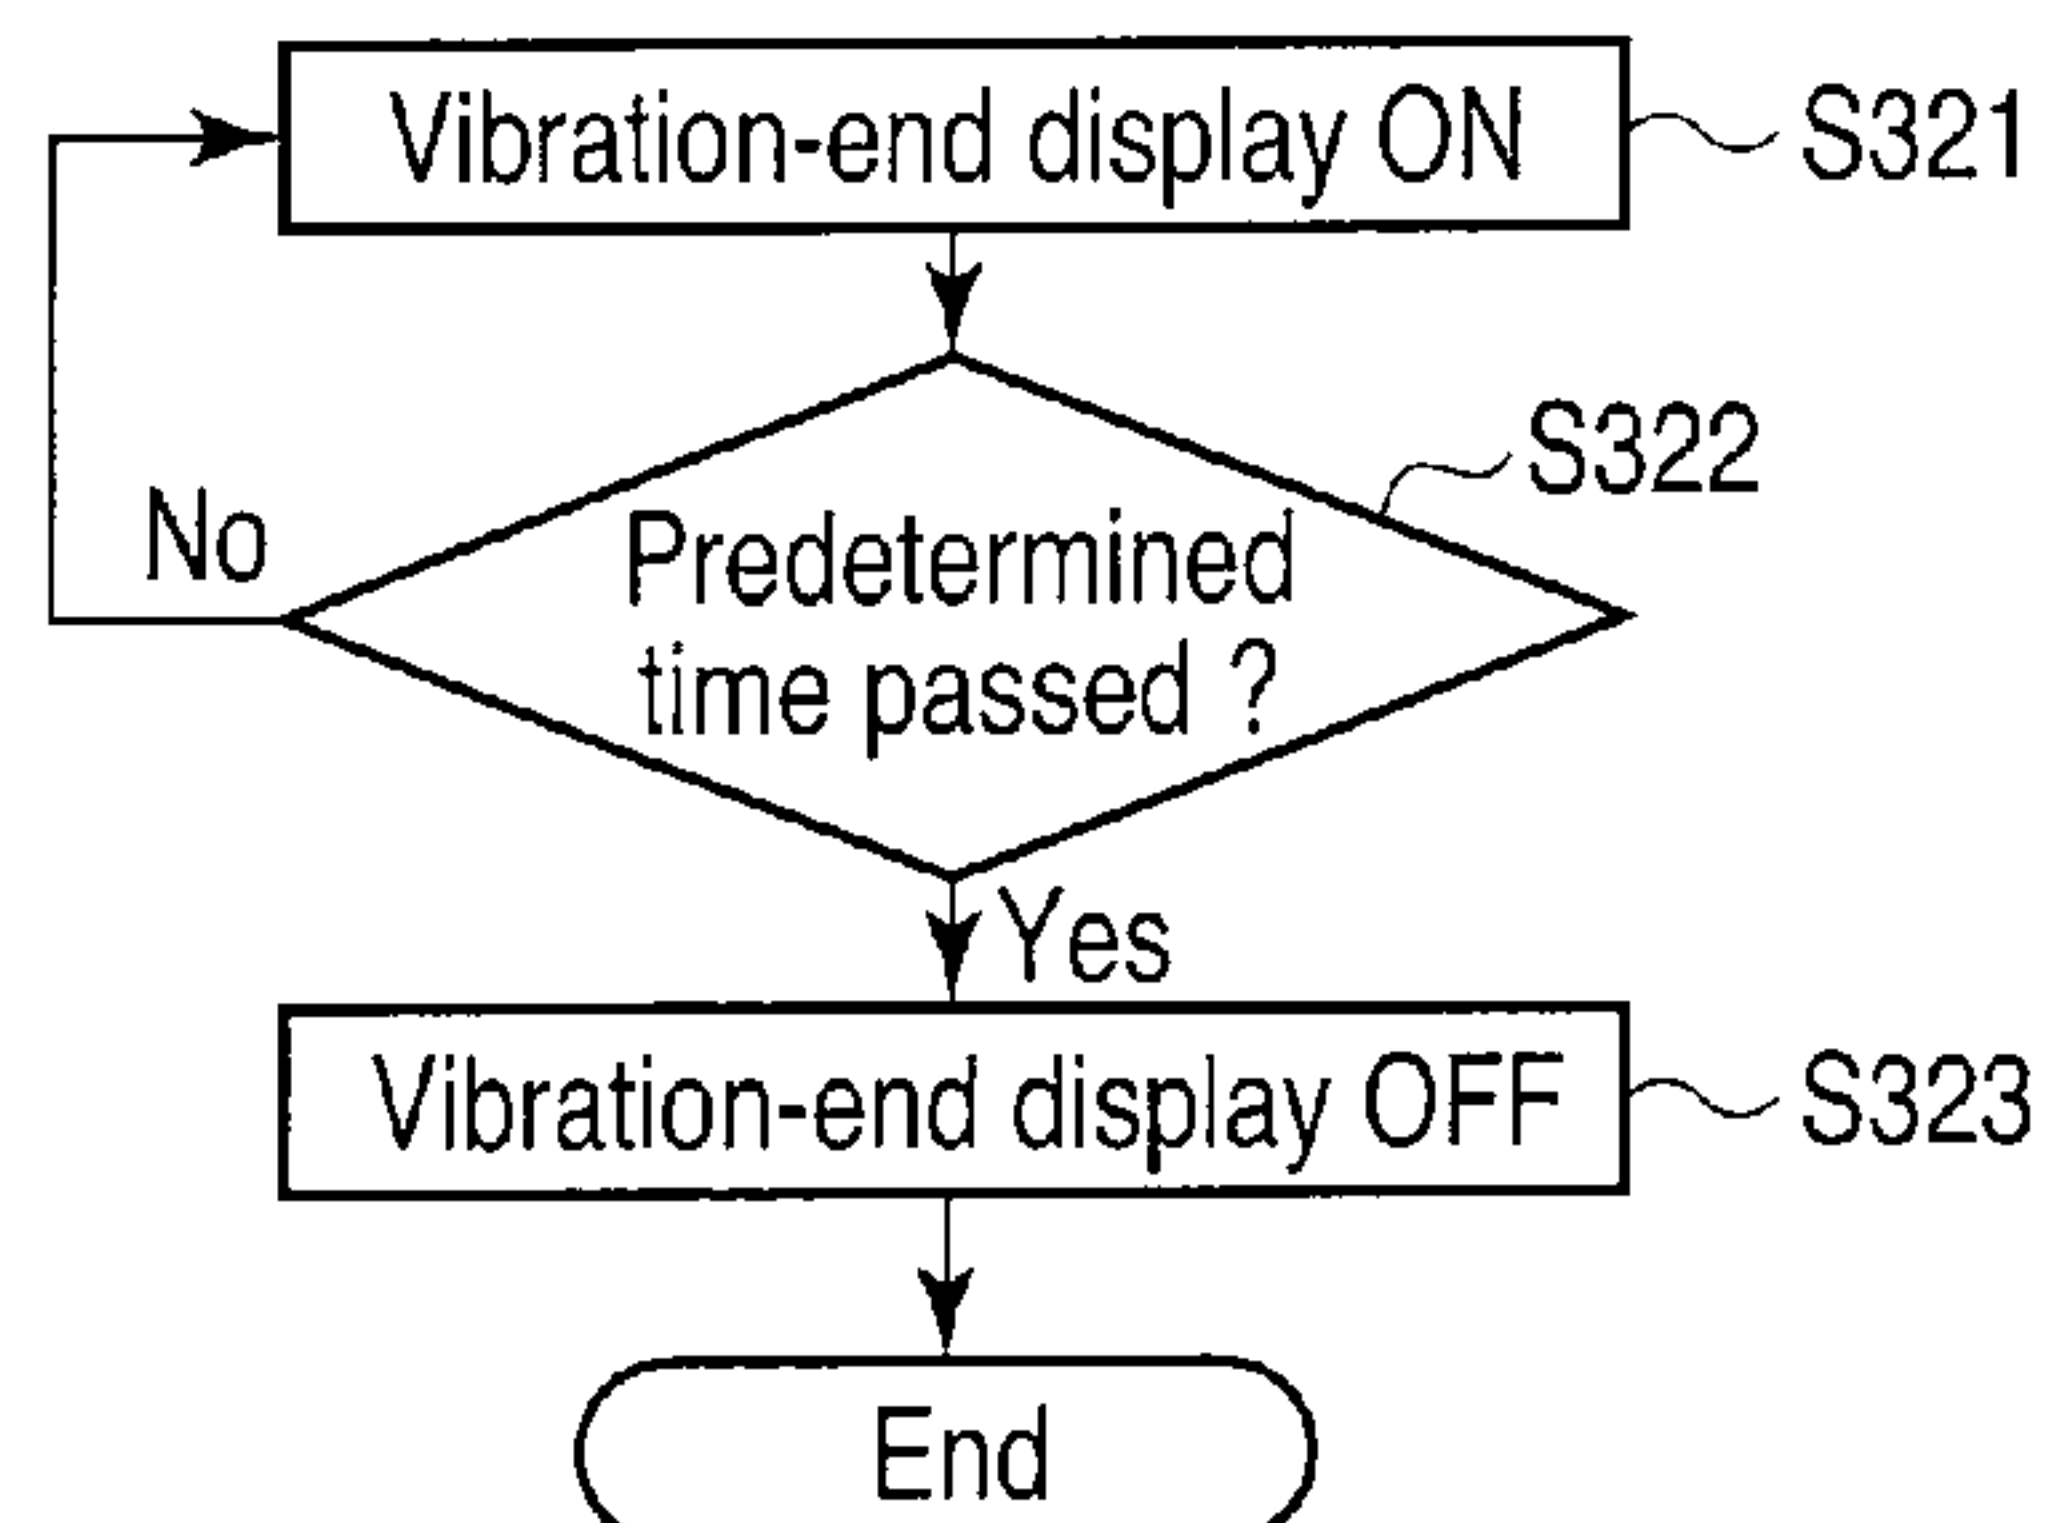 Vibration-end display ON
S321
S322
No
Predetermined
time passed ?
Yes
Vibration-end display OFF
S323
End